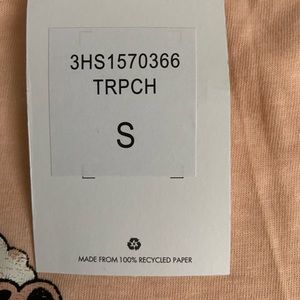 3HS1570366
TRPCH
S
MADE FROM 100% RECYCLED PAPER